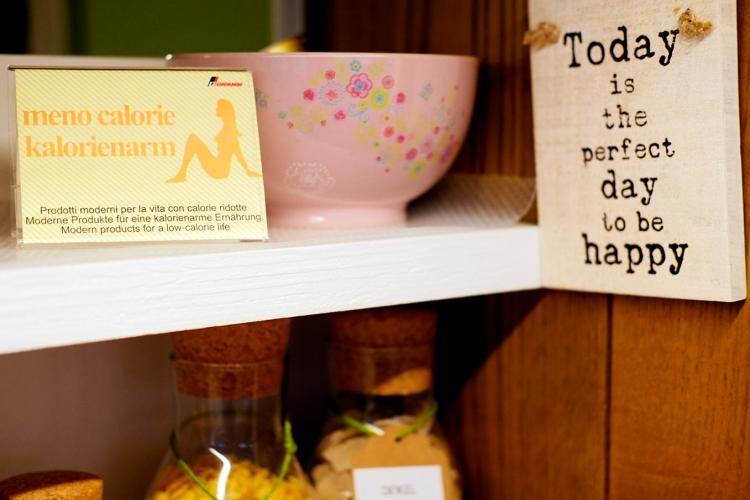 meno calorie
kalorienarm
Prodotti moderni per la vita con calorie ridotte
Moderne Produkte für eine kalorienarme Ernährung
Modern products for a low-calorie life
Today
is
the
perfect
day
to be
happy